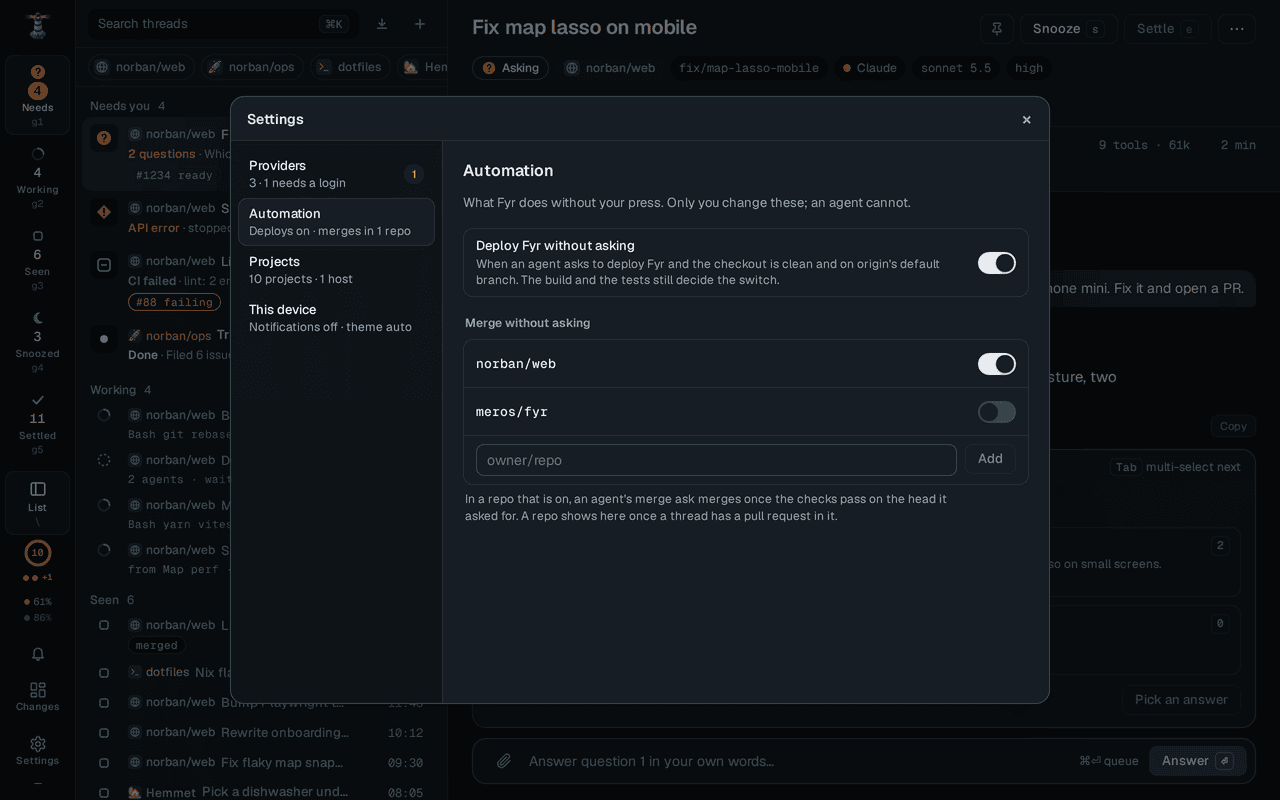 Search threads
⌘K
Fix map lasso on mobile
Snooze s
Settle e
norban/web
norban/ops
dotfiles
Hem
Asking
norban/web
fix/map-lasso-mobile
Claude
sonnet 5.5
high
4
Needs
g1
4
Working
g2
6
Seen
g3
3
Snoozed
g4
11
Settled
g5
List
\
10
+1
61%
86%
Changes
Settings
Needs you 4
norban/web F
2 questions · Whic
#1234 ready
norban/web S
API error · stopped
norban/web Li
CI failed · lint: 2 er
#88 failing
norban/ops Tr
Done · Filed 6 issu
Working 4
norban/web B
Bash git rebase
norban/web D
2 agents · wait
norban/web M
Bash yarn vites
norban/web S
from Map perf ·
Seen 6
norban/web L
merged
dotfiles Nix fl
norban/web Bump Playwright t… 11:43
norban/web Rewrite onboarding… 10:12
norban/web Fix flaky map snap… 09:30
Hemmet Pick a dishwasher und… 08:05
Settings
×
Providers
3 · 1 needs a login
1
Automation
Deploys on · merges in 1 repo
Projects
10 projects · 1 host
This device
Notifications off · theme auto
Automation
What Fyr does without your press. Only you change these; an agent cannot.
Deploy Fyr without asking
When an agent asks to deploy Fyr and the checkout is clean and on origin's default
branch. The build and the tests still decide the switch.
Merge without asking
norban/web
meros/fyr
owner/repo
Add
In a repo that is on, an agent's merge ask merges once the checks pass on the head it
asked for. A repo shows here once a thread has a pull request in it.
9 tools · 61k 2 min
one mini. Fix it and open a PR.
sture, two
Copy
Tab multi-select next
2
so on small screens.
0
Pick an answer
Answer question 1 in your own words…
⌘⏎ queue
Answer ⏎